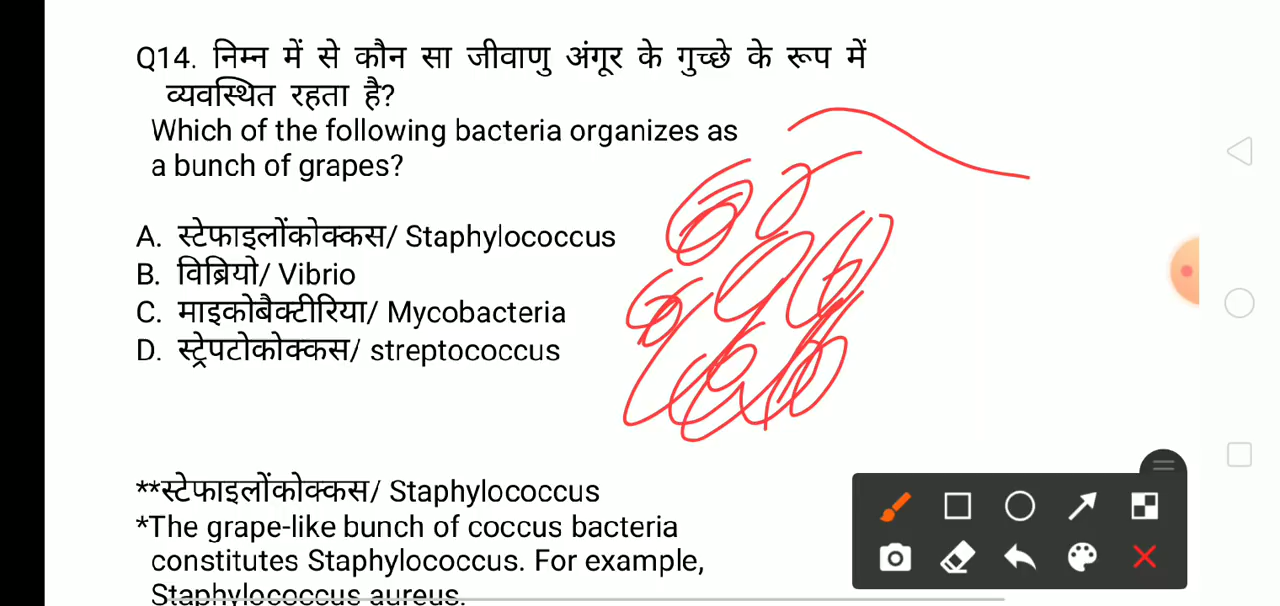 Q14. निम्न में से कौन सा जीवाणु अंगूर के गुच्छे के रूप में
व्यवस्थित रहता है?
Which of the following bacteria organizes as
a bunch of grapes?
A. स्टेफाइलोंकोक्कस/ Staphylococcus
B. विब्रियो/ Vibrio
C. माइकोबैक्टीरिया/ Mycobacteria
D. स्ट्रेपटोकोक्कस/ streptococcus
**स्टेफाइलोंकोक्कस/ Staphylococcus
*The grape-like bunch of coccus bacteria
constitutes Staphylococcus. For example,
Staphylococcus aureus.